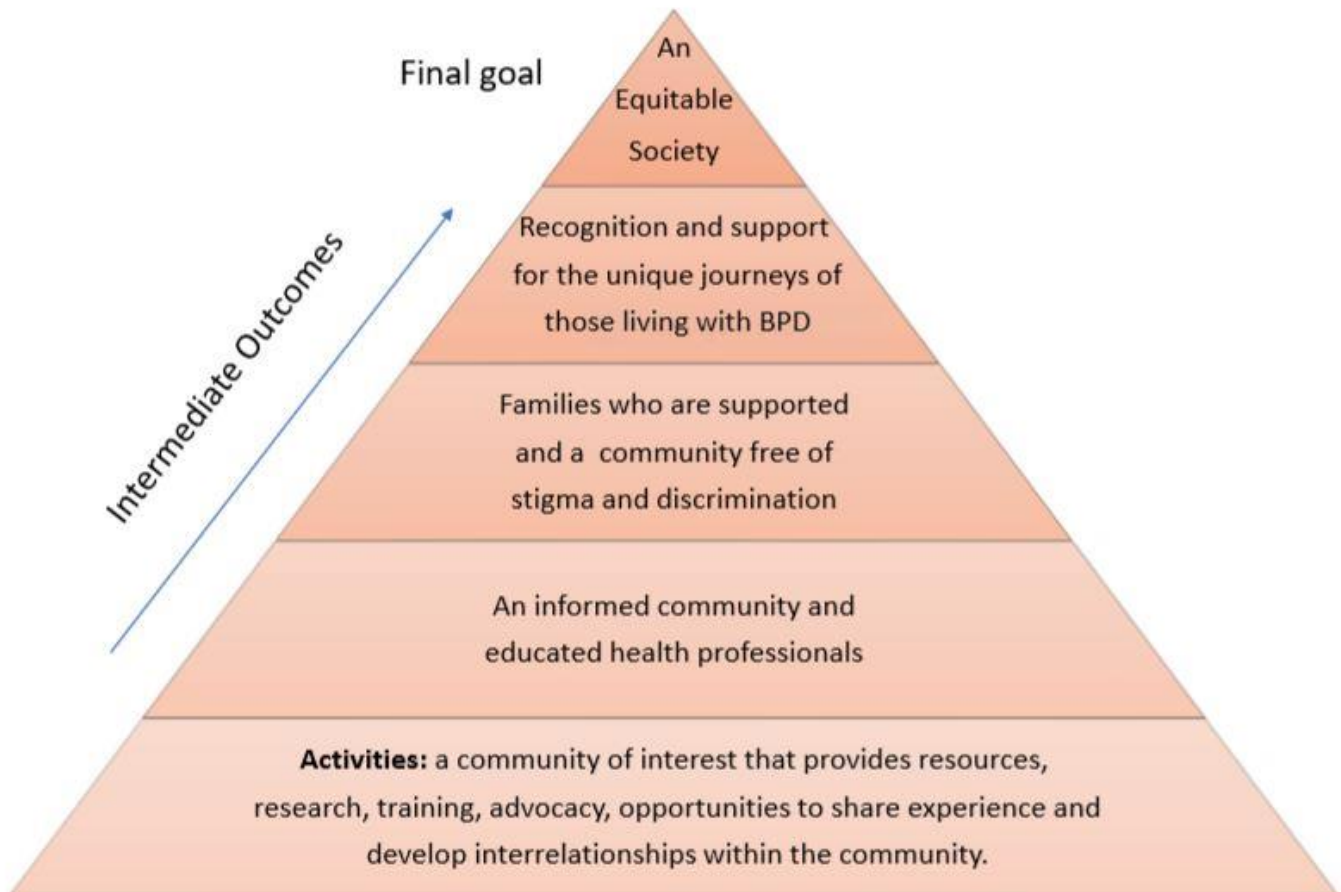 Final goal
An
Equitable
Society
Intermediate Outcomes
Recognition and support
for the unique journeys of
those living with BPD
Families who are supported
and a community free of
stigma and discrimination
An informed community and
educated health professionals
Activities: a community of interest that provides resources,
research, training, advocacy, opportunities to share experience and
develop interrelationships within the community.